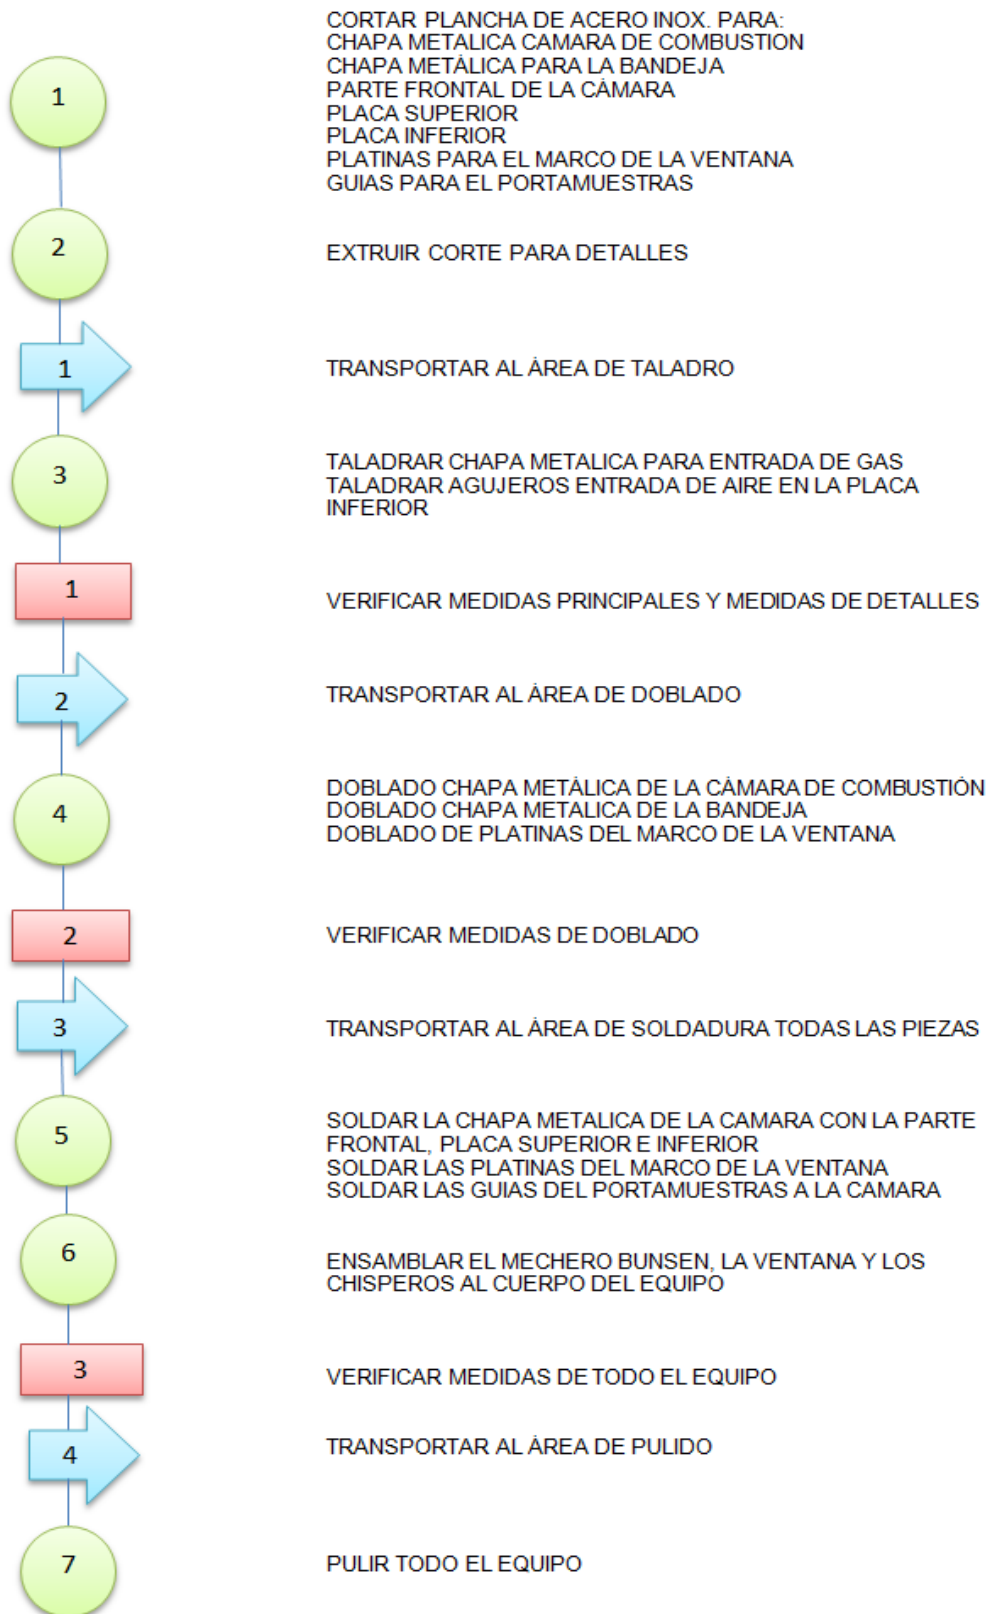 CORTAR PLANCHA DE ACERO INOX. PARA:
CHAPA METALICA CAMARA DE COMBUSTION
CHAPA METÁLICA PARA LA BANDEJA
1
PARTE FRONTAL DE LA CÁMARA
PLACA SUPERIOR
PLACA INFERIOR
PLATINAS PARA EL MARCO DE LA VENTANA
GUIAS PARA EL PORTAMUESTRAS
2
EXTRUIR CORTE PARA DETALLES
1
TRANSPORTAR AL ÁREA DE TALADRO
3
TALADRAR CHAPA METALICA PARA ENTRADA DE GAS
TALADRAR AGUJEROS ENTRADA DE AIRE EN LA PLACA
INFERIOR
1
VERIFICAR MEDIDAS PRINCIPALES Y MEDIDAS DE DETALLES
2
TRANSPORTAR AL ÁREA DE DOBLADO
4
DOBLADO CHAPA METÁLICA DE LA CÁMARA DE COMBUSTIÓN
DOBLADO CHAPA METALICA DE LA BANDEJA
DOBLADO DE PLATINAS DEL MARCO DE LA VENTANA
2
VERIFICAR MEDIDAS DE DOBLADO
3
TRANSPORTAR AL ÁREA DE SOLDADURA TODAS LAS PIEZAS
5
SOLDAR LA CHAPA METALICA DE LA CAMARA CON LA PARTE
FRONTAL, PLACA SUPERIOR E INFERIOR
SOLDAR LAS PLATINAS DEL MARCO DE LA VENTANA
SOLDAR LAS GUIAS DEL PORTAMUESTRAS A LA CAMARA
6
ENSAMBLAR EL MECHERO BUNSEN, LA VENTANA Y LOS
CHISPEROS AL CUERPO DEL EQUIPO
3
VERIFICAR MEDIDAS DE TODO EL EQUIPO
4
TRANSPORTAR AL ÁREA DE PULIDO
7
PULIR TODO EL EQUIPO